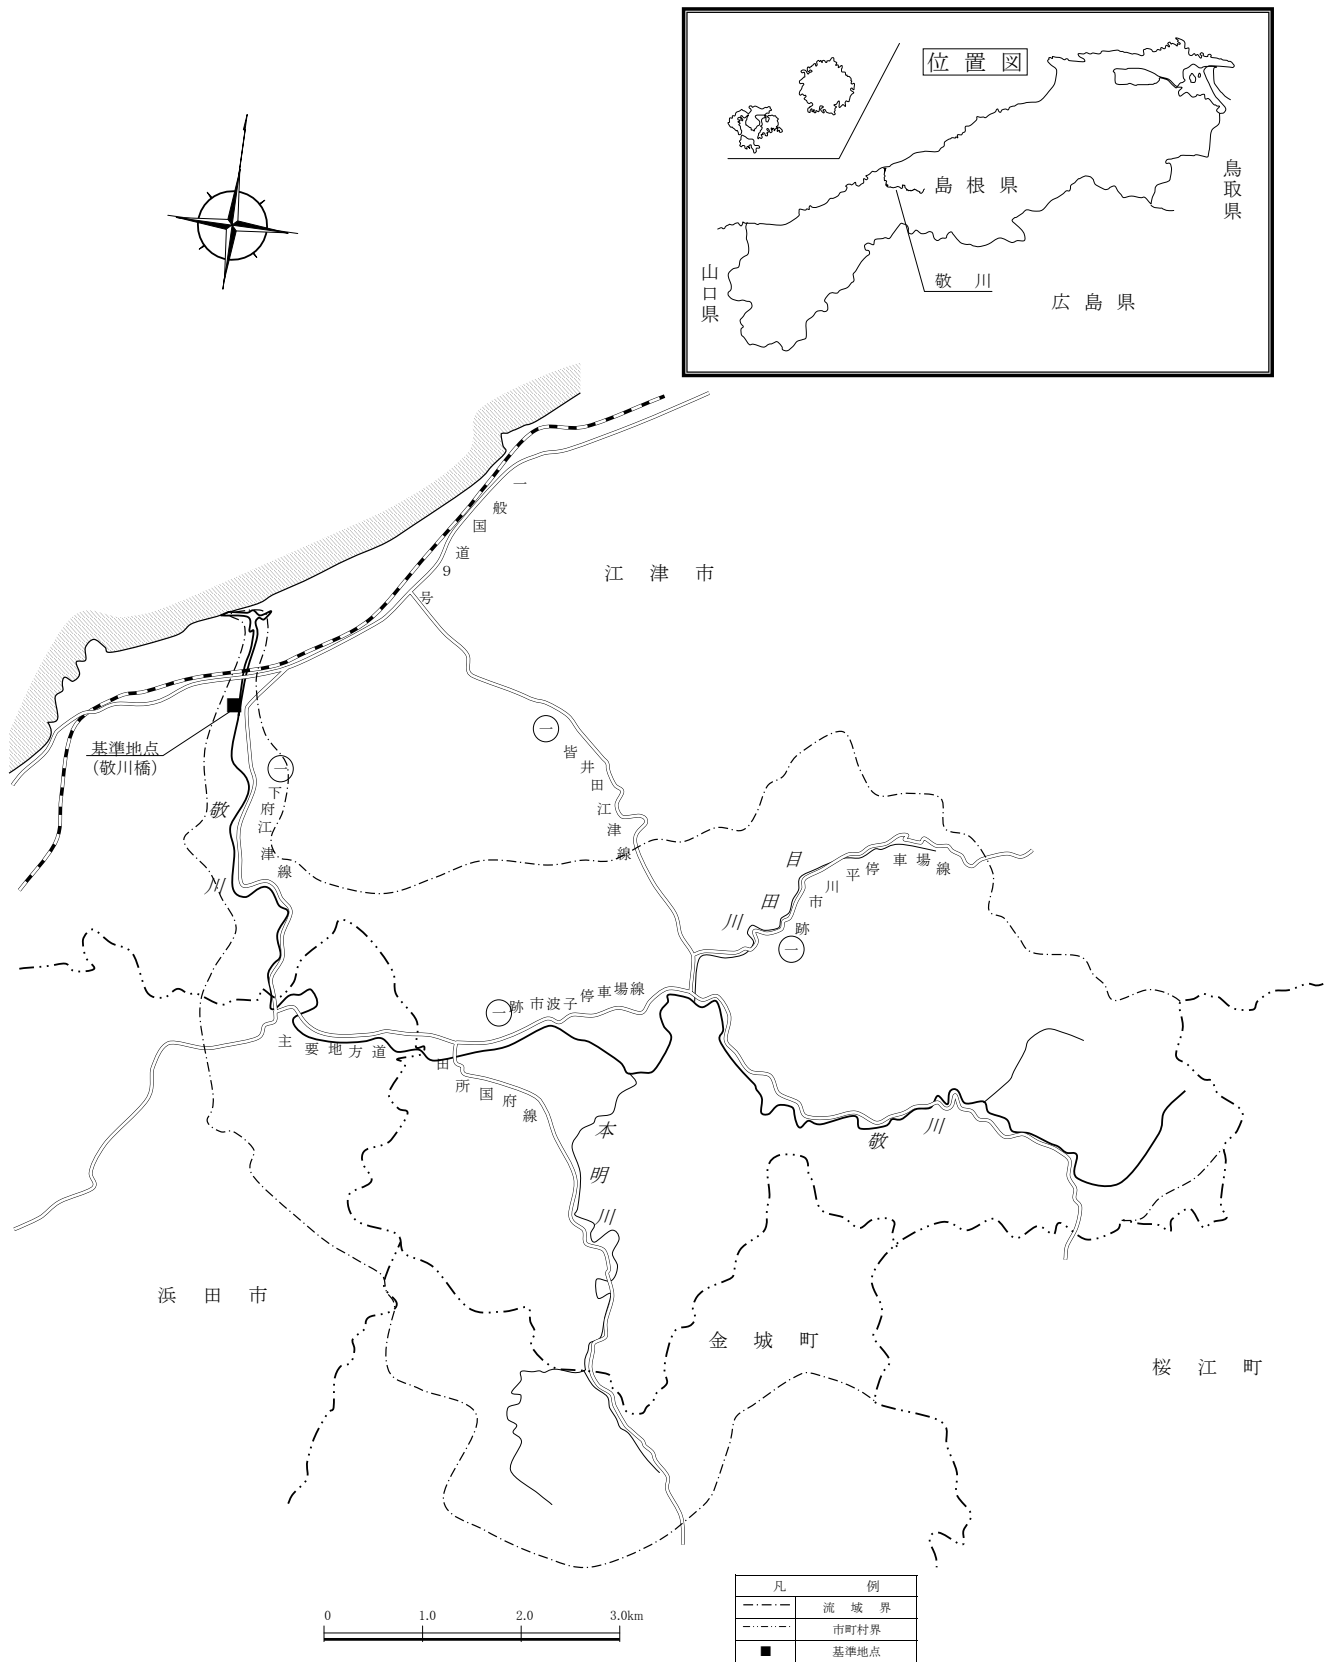 位置図
島根県
鳥取県
山口県
敬川
広島県
一般国道9号
江津市
基準地点
(敬川橋)
一
下府江津線
敬川
一
皆井田江津線
目田川
一
跡市川平停車場線
一
跡市波子停車場線
主要地方道
田所国府線
本明川
敬川
浜田市
金城町
桜江町
0 1.0 2.0 3.0km
凡例
流域界
市町村界
基準地点